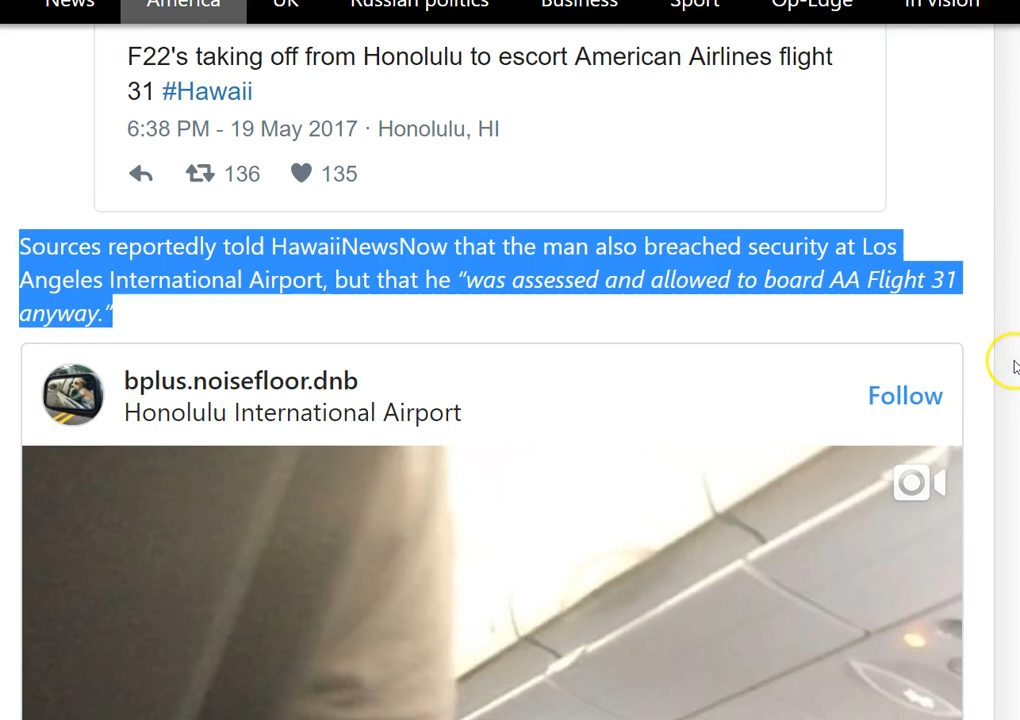 News America UK Russian politics Business Sport Op-Edge In vision
F22's taking off from Honolulu to escort American Airlines flight
31 #Hawaii
6:38 PM - 19 May 2017 · Honolulu, HI
136 135
Sources reportedly told HawaiiNewsNow that the man also breached security at Los
Angeles International Airport, but that he “was assessed and allowed to board AA Flight 31
anyway.”
bplus.noisefloor.dnb
Honolulu International Airport
Follow